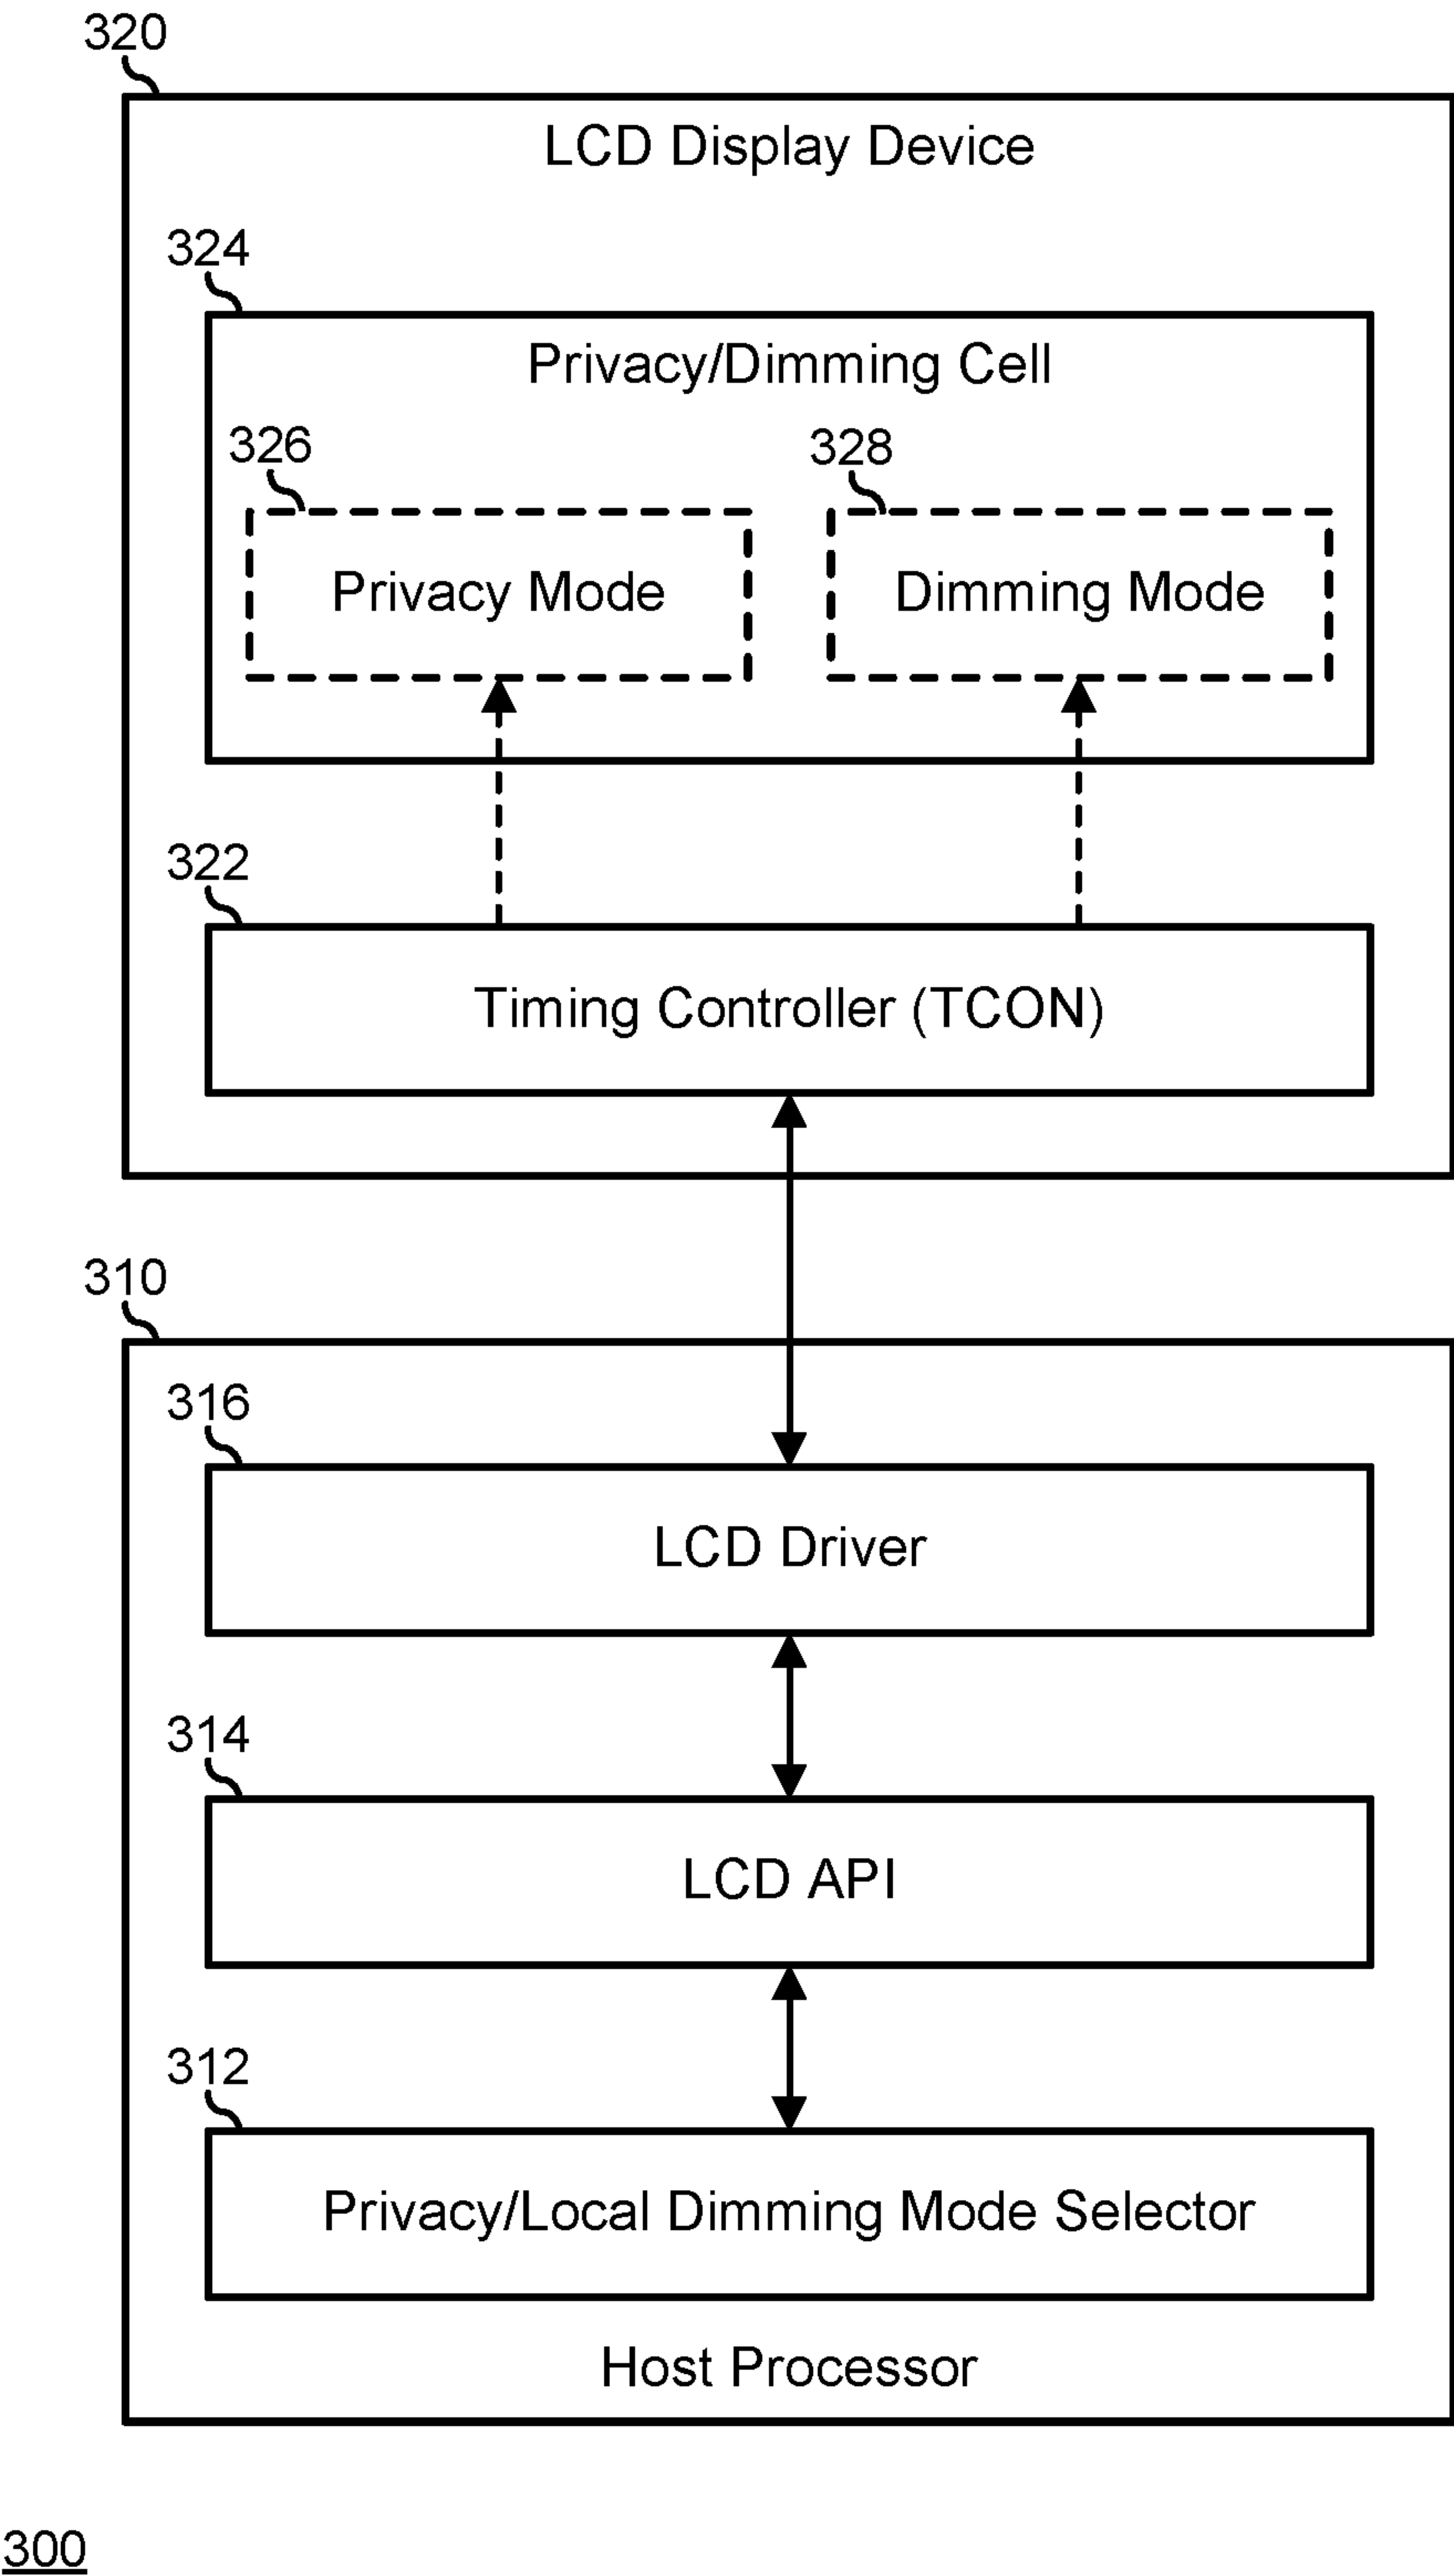 320
LCD Display Device
324
Privacy/Dimming Cell
326
328
Privacy Mode
Dimming Mode
322
Timing Controller (TCON)
310
316
LCD Driver
314
LCD API
312
Privacy/Local Dimming Mode Selector
Host Processor
300